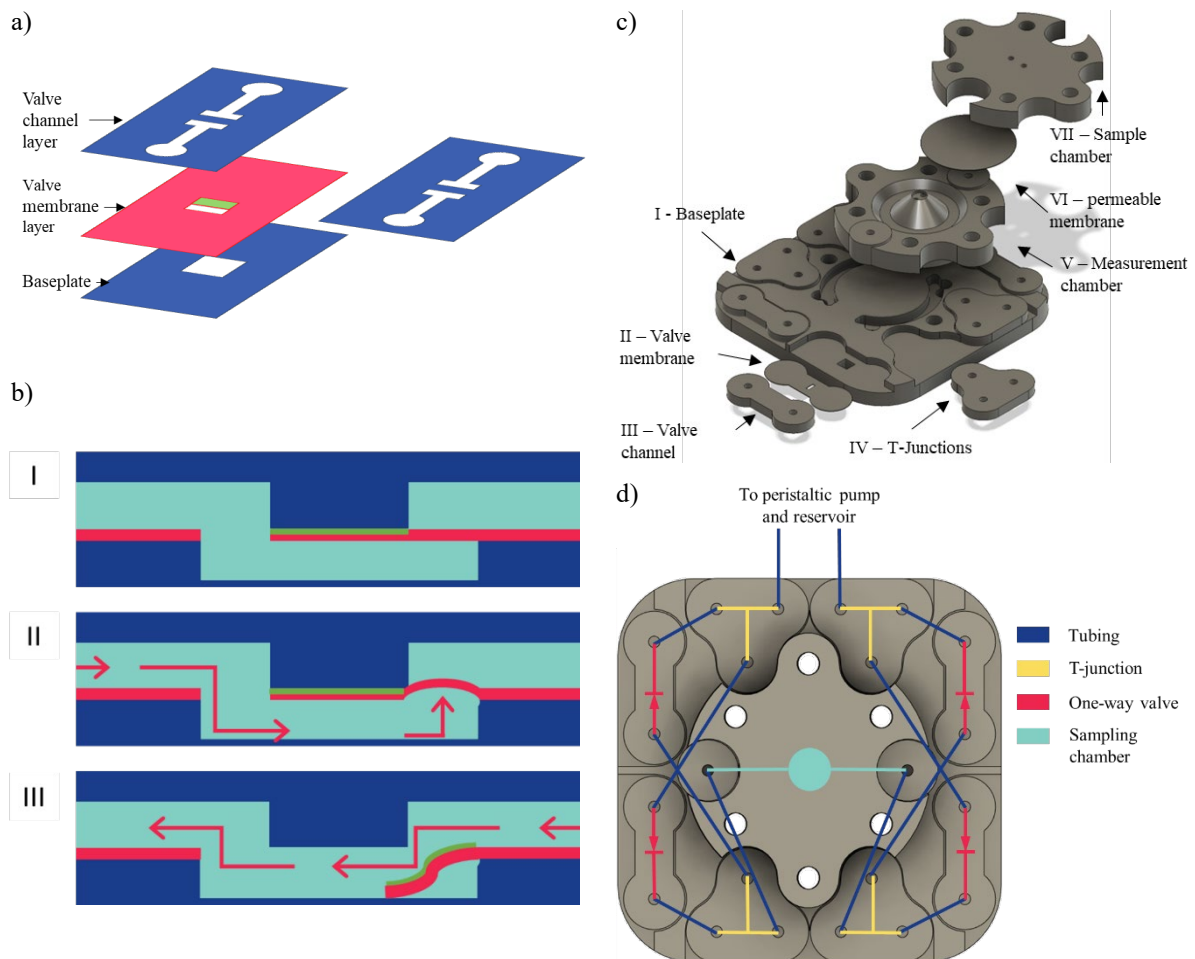 a)
Valve
channel
layer
Valve
membrane
layer
Baseplate
b)
I
II
III
c)
VII – Sample
chamber
VI – permeable
membrane
V – Measurement
chamber
I - Baseplate
II – Valve
membrane
III – Valve
channel
IV – T-Junctions
d)
To peristaltic pump
and reservoir
Tubing
T-junction
One-way valve
Sampling
chamber